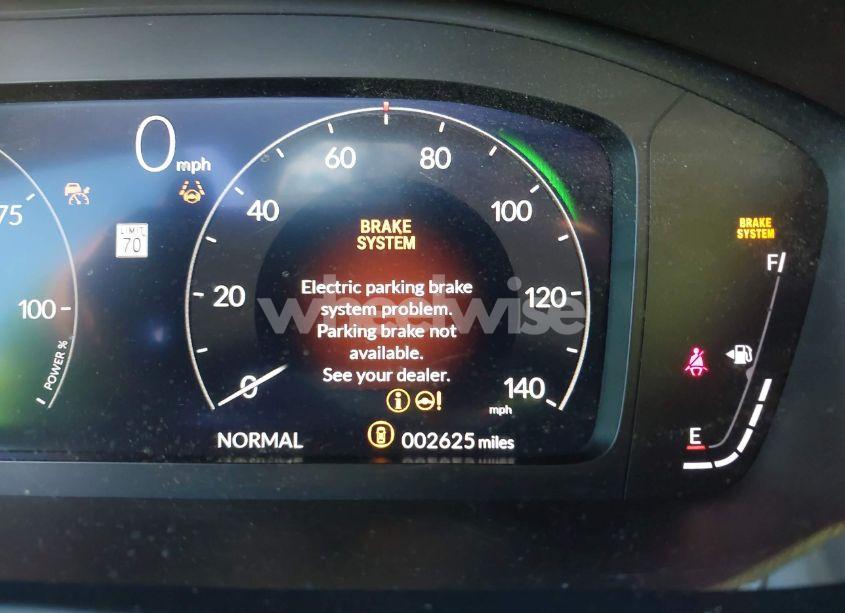 0 mph
75
60
80
40
100
LIMIT
70
BRAKE
SYSTEM
BRAKE
SYSTEM
F
100
20
Electric parking brake
system problem.
Parking brake not
available.
See your dealer.
120
wheelwise
POWER %
0
140
mph
E
NORMAL
002625 miles